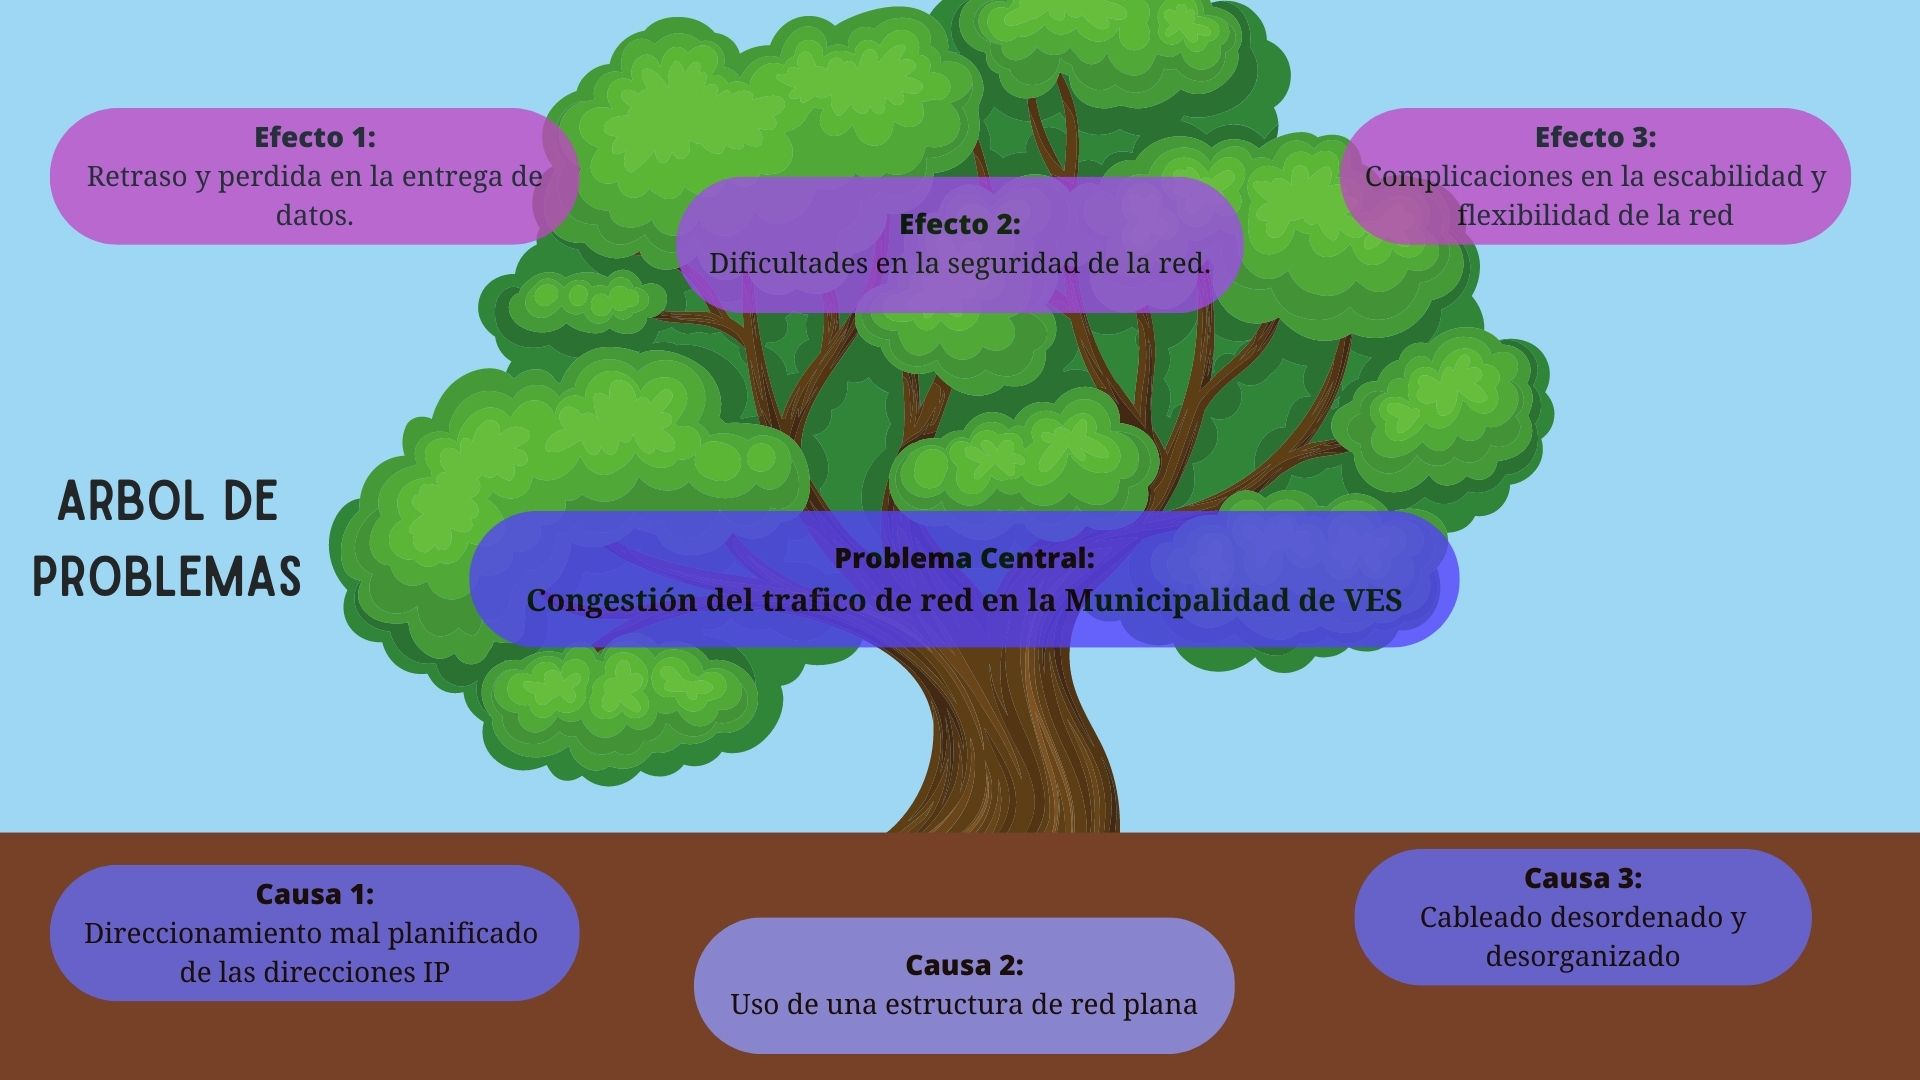 Efecto 1:
Retraso y perdida en la entrega de
datos.
Efecto 2:
Dificultades en la seguridad de la red.
Efecto 3:
Complicaciones en la escabilidad y
flexibilidad de la red
ARBOL DE
PROBLEMAS
Problema Central:
Congestión del trafico de red en la Municipalidad de VES
Causa 1:
Direccionamiento mal planificado
de las direcciones IP
Causa 2:
Uso de una estructura de red plana
Causa 3:
Cableado desordenado y
desorganizado